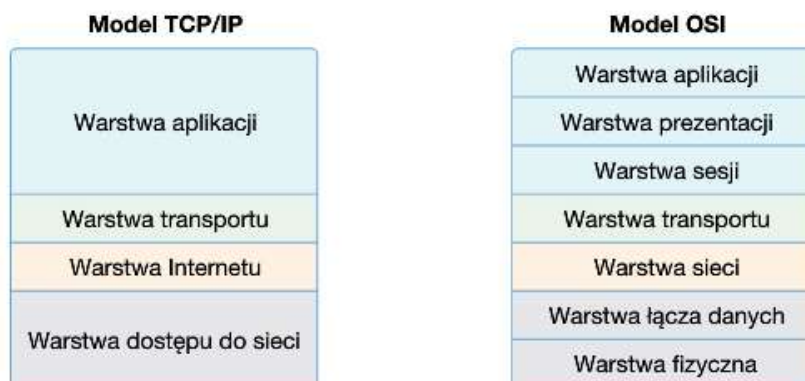 Model TCP/IP
Warstwa aplikacji
Warstwa transportu
Warstwa Internetu
Warstwa dostępu do sieci
Model OSI
Warstwa aplikacji
Warstwa prezentacji
Warstwa sesji
Warstwa transportu
Warstwa sieci
Warstwa łącza danych
Warstwa fizyczna